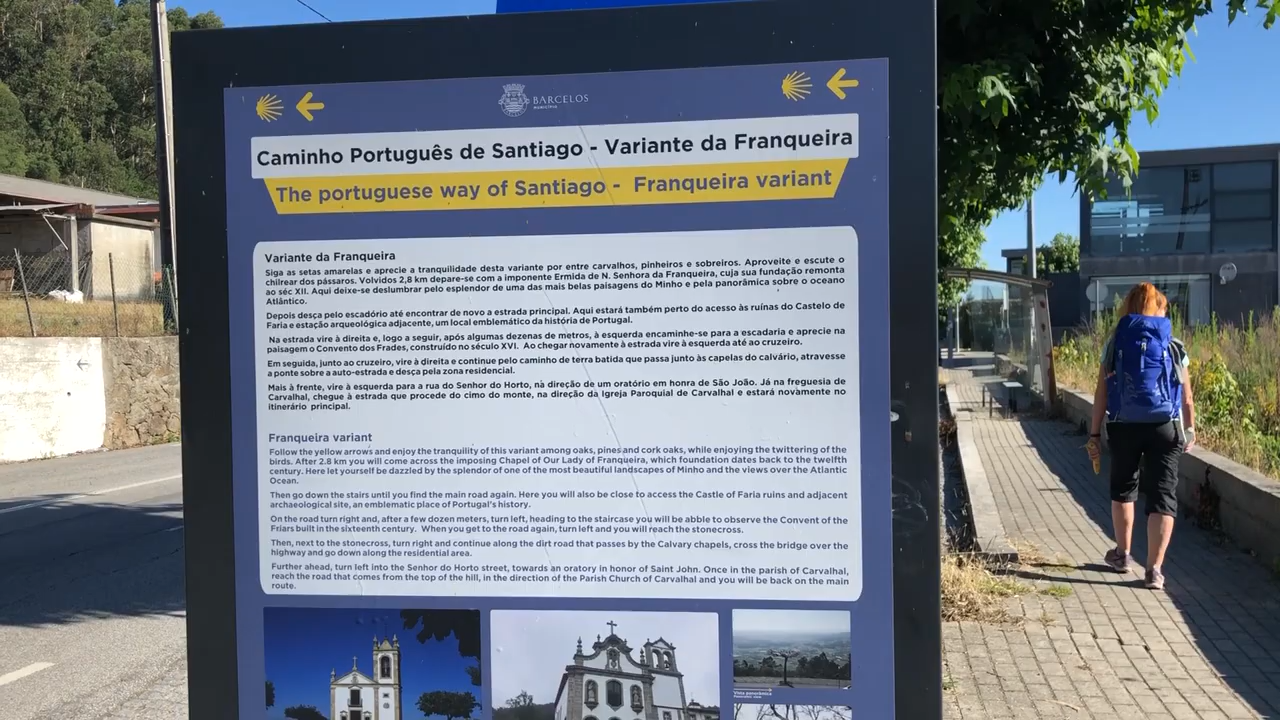 BARCELOS
MUNICÍPIO
Caminho Português de Santiago - Variante da Franqueira
The portuguese way of Santiago - Franqueira variant
Variante da Franqueira
Siga as setas amarelas e aprecie a tranquilidade desta variante por entre carvalhos, pinheiros e sobreiros. Aproveite e escute o
chilrear dos pássaros. Volvidos 2,8 km depare-se com a imponente Ermida de N. Senhora da Franqueira, cuja sua fundação remonta
ao séc XII. Aqui deixe-se deslumbrar pelo esplendor de uma das mais belas paisagens do Minho e pela panorâmica sobre o oceano
Atlântico.
Depois desça pelo escadório até encontrar de novo a estrada principal. Aqui estará também perto do acesso às ruínas do Castelo de
Faria e estação arqueológica adjacente, um local emblemático da história de Portugal.
Na estrada vire à direita e, logo a seguir, após algumas dezenas de metros, à esquerda encaminhe-se para a escadaria e aprecie na
paisagem o Convento dos Frades, construído no século XVI. Ao chegar novamente à estrada vire à esquerda até ao cruzeiro.
Em seguida, junto ao cruzeiro, vire à direita e continue pelo caminho de terra batida que passa junto às capelas do calvário, atravesse
a ponte sobre a auto-estrada e desça pela zona residencial.
Mais à frente, vire à esquerda para a rua do Senhor do Horto, na direção de um oratório em honra de São João. Já na freguesia de
Carvalhal, chegue à estrada que procede do cimo do monte, na direção da Igreja Paroquial de Carvalhal e estará novamente no
itinerário principal.
Franqueira variant
Follow the yellow arrows and enjoy the tranquility of this variant among oaks, pines and cork oaks, while enjoying the twittering of the
birds. After 2.8 km you will come across the imposing Chapel of Our Lady of Franqueira, which foundation dates back to the twelfth
century. Here let yourself be dazzled by the splendor of one of the most beautiful landscapes of Minho and the views over the Atlantic
Ocean.
Then go down the stairs until you find the main road again. Here you will also be close to access the Castle of Faria ruins and adjacent
archaeological site, an emblematic place of Portugal's history.
On the road turn right and, after a few dozen meters, turn left, heading to the staircase you will be abble to observe the Convent of the
Friars built in the sixteenth century. When you get to the road again, turn left and you will reach the stonecross.
Then, next to the stonecross, turn right and continue along the dirt road that passes by the Calvary chapels, cross the bridge over the
highway and go down along the residential area.
Further ahead, turn left into the Senhor do Horto street, towards an oratory in honor of Saint John. Once in the parish of Carvalhal,
reach the road that comes from the top of the hill, in the direction of the Parish Church of Carvalhal and you will be back on the main
route.
Vista panorâmica
Panoramic view